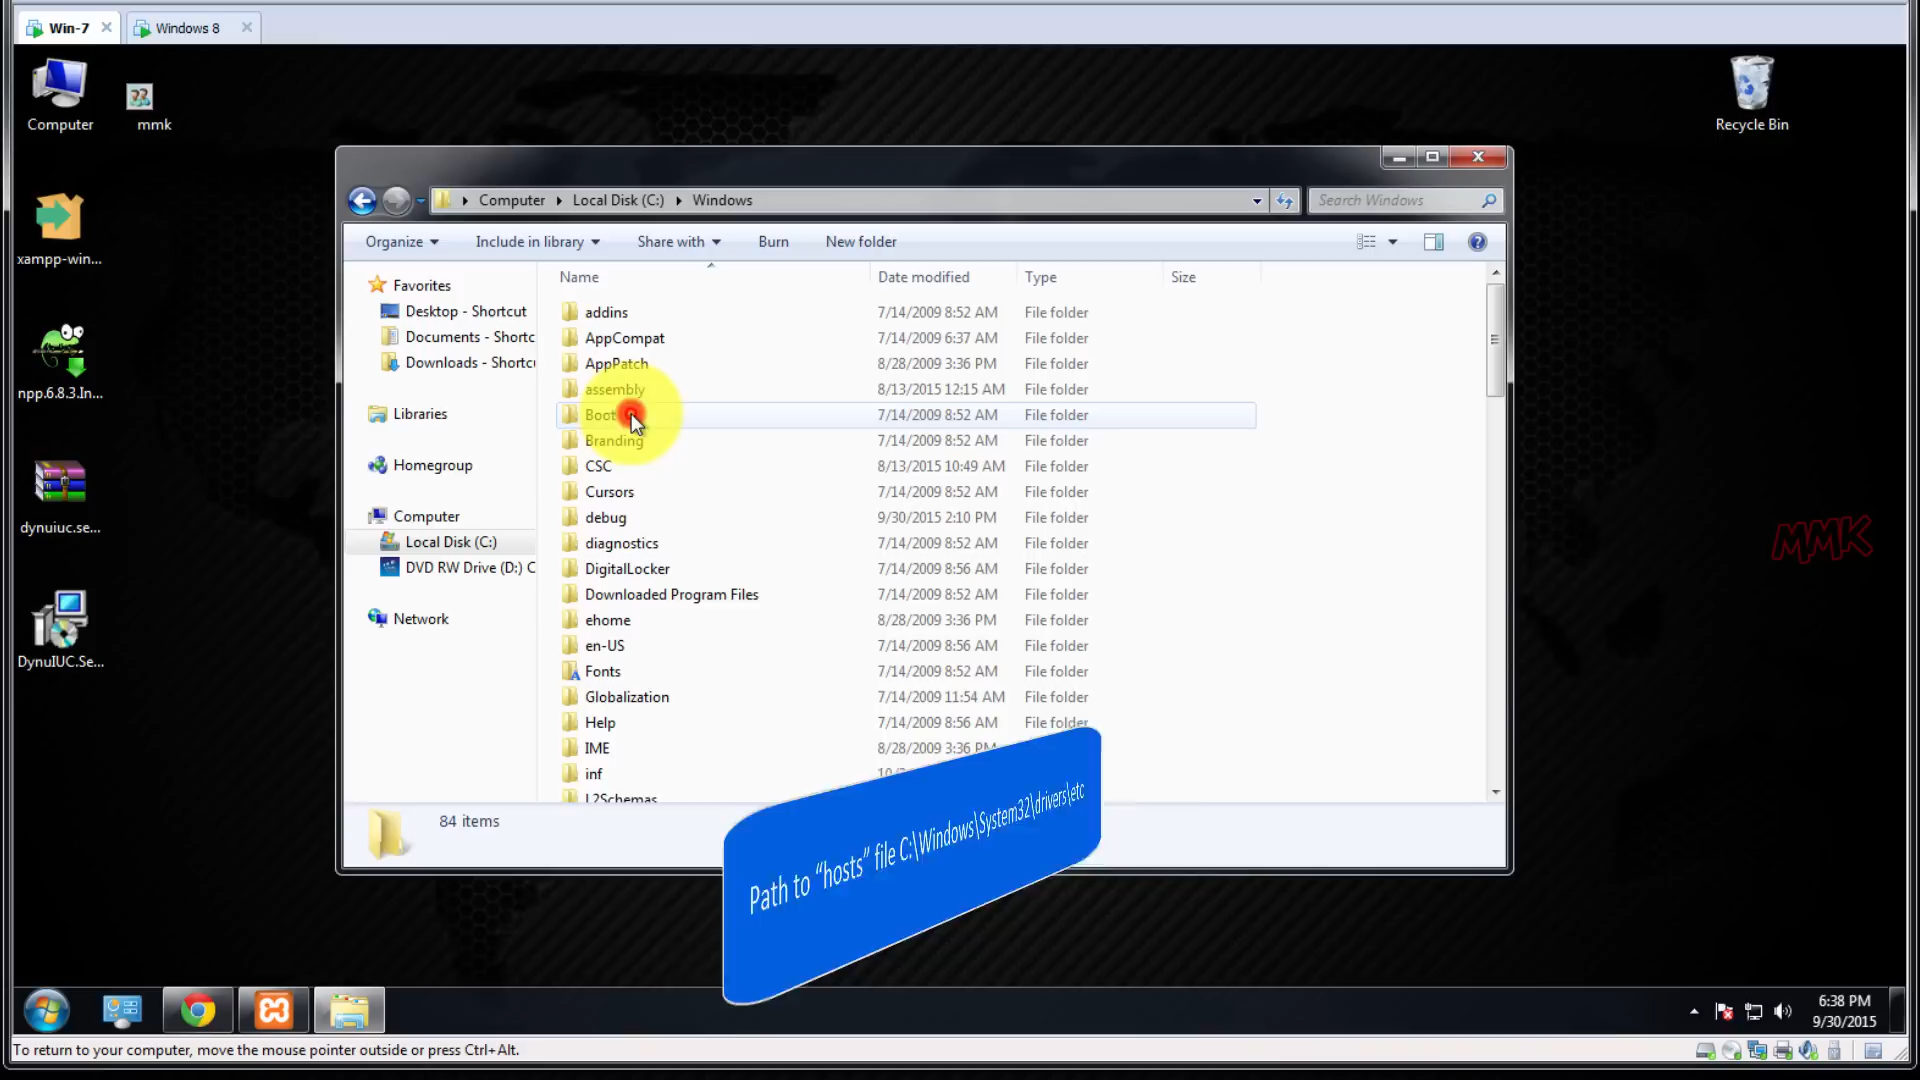 Win-7
Windows 8
Computer
mmk
Recycle Bin
xampp-win...
npp.6.8.3.In...
dynuiuc.se...
DynuIUC.Se...
Computer Local Disk (C:) Windows
Search Windows
Organize Include in library Share with Burn New folder
Favorites
Desktop - Shortcut
Documents - Shortc
Downloads - Shortcu
Libraries
Homegroup
Computer
Local Disk (C:)
DVD RW Drive (D:) C
Network
Name Date modified Type Size
addins 7/14/2009 8:52 AM File folder
AppCompat 7/14/2009 6:37 AM File folder
AppPatch 8/28/2009 3:36 PM File folder
assembly 8/13/2015 12:15 AM File folder
Boot 7/14/2009 8:52 AM File folder
Branding 7/14/2009 8:52 AM File folder
CSC 8/13/2015 10:49 AM File folder
Cursors 7/14/2009 8:52 AM File folder
debug 9/30/2015 2:10 PM File folder
diagnostics 7/14/2009 8:52 AM File folder
DigitalLocker 7/14/2009 8:56 AM File folder
Downloaded Program Files 7/14/2009 8:52 AM File folder
ehome 8/28/2009 3:36 PM File folder
en-US 7/14/2009 8:56 AM File folder
Fonts 7/14/2009 8:52 AM File folder
Globalization 7/14/2009 11:54 AM File folder
Help 7/14/2009 8:56 AM File folder
IME 8/28/2009 3:36 PM
inf
L2Schemas
84 items
Path to “hosts” file C:\Windows\System32\drivers\etc
MMK
6:38 PM
9/30/2015
To return to your computer, move the mouse pointer outside or press Ctrl+Alt.